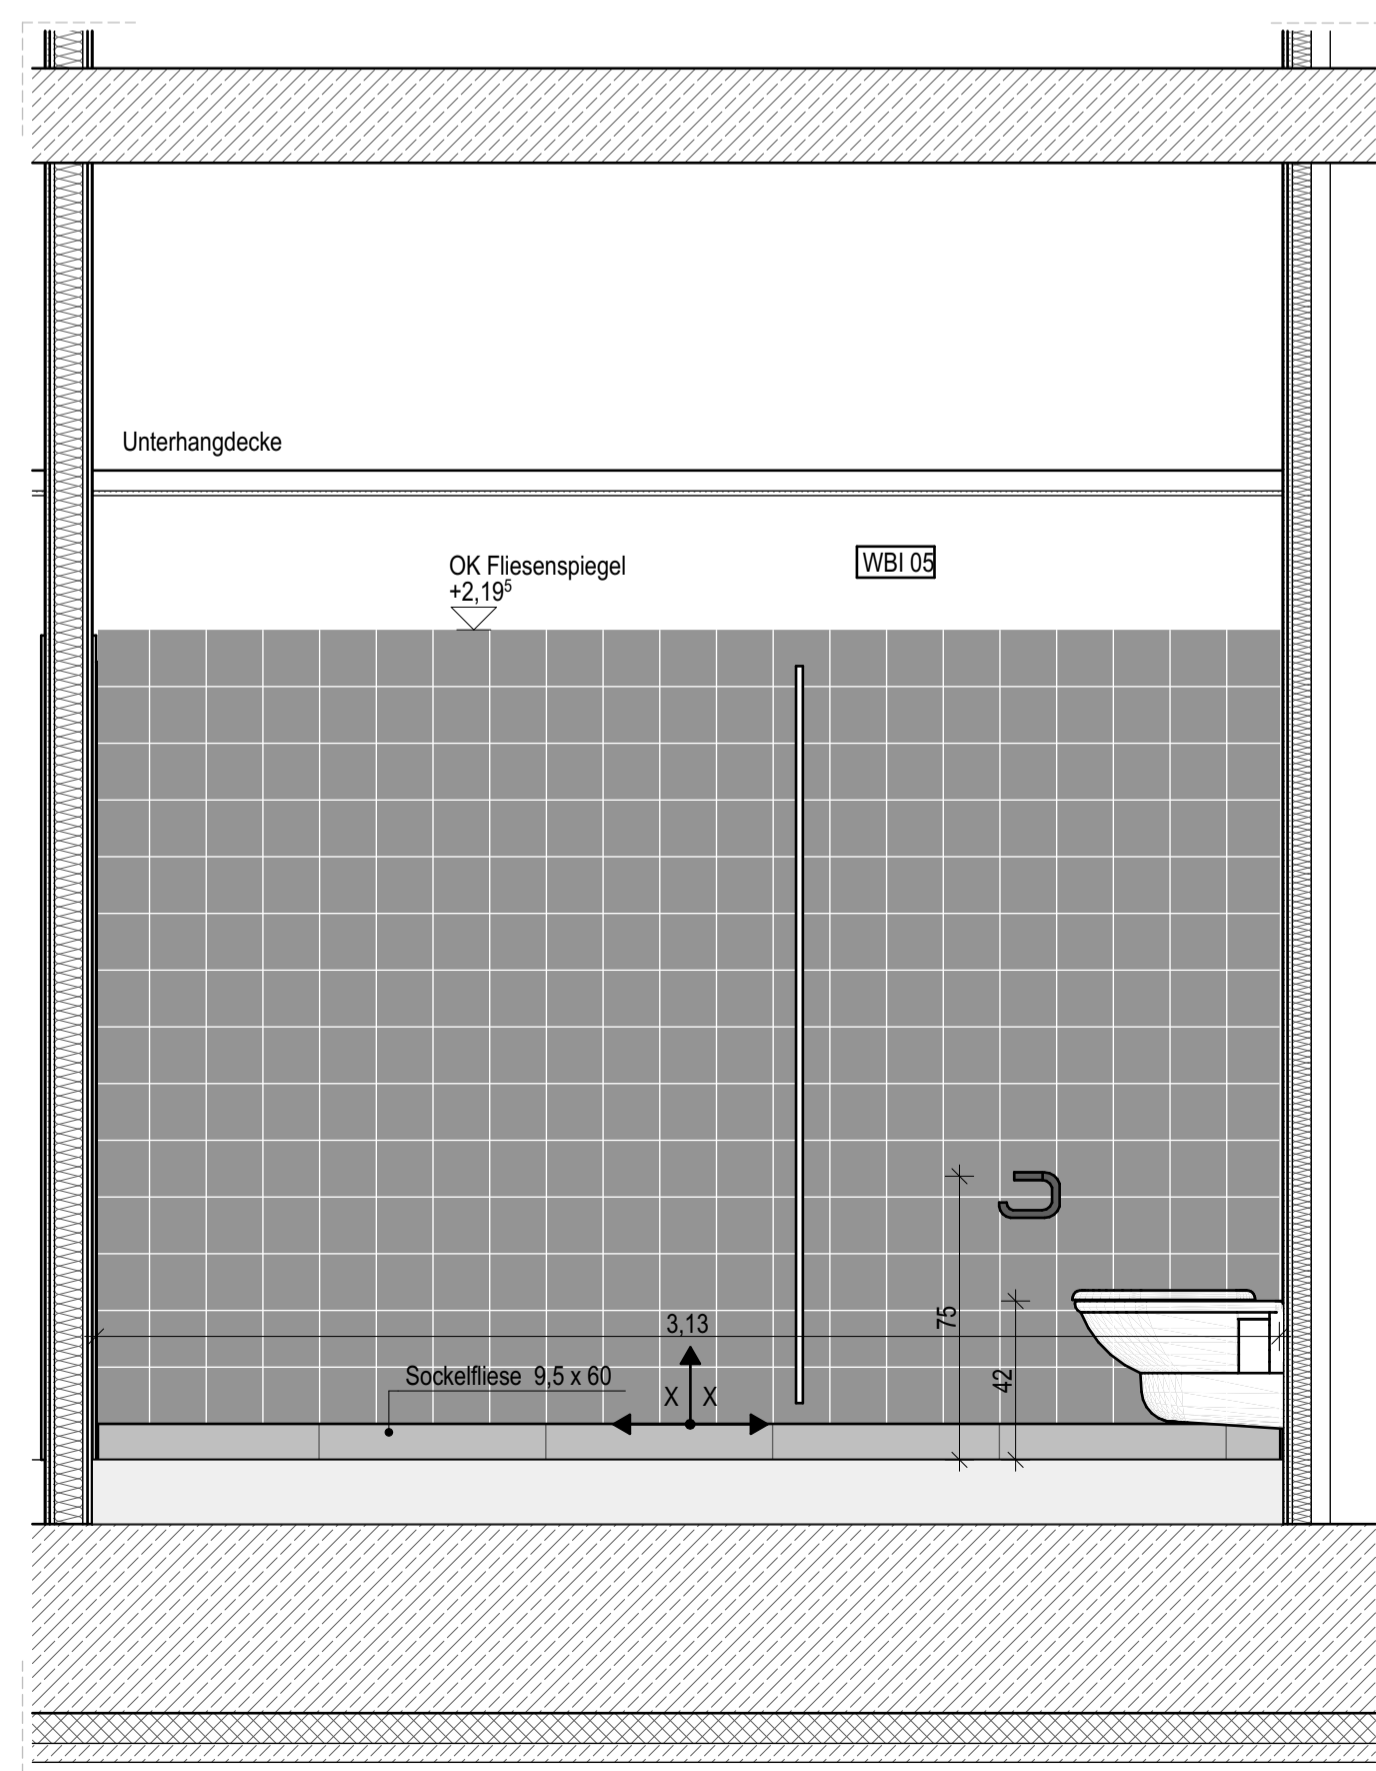 Unterhangdecke
OK Fliesenspiegel
+2,19⁵
WBI 05
3,13
75
42
Sockelfliese 9,5 x 60
X X